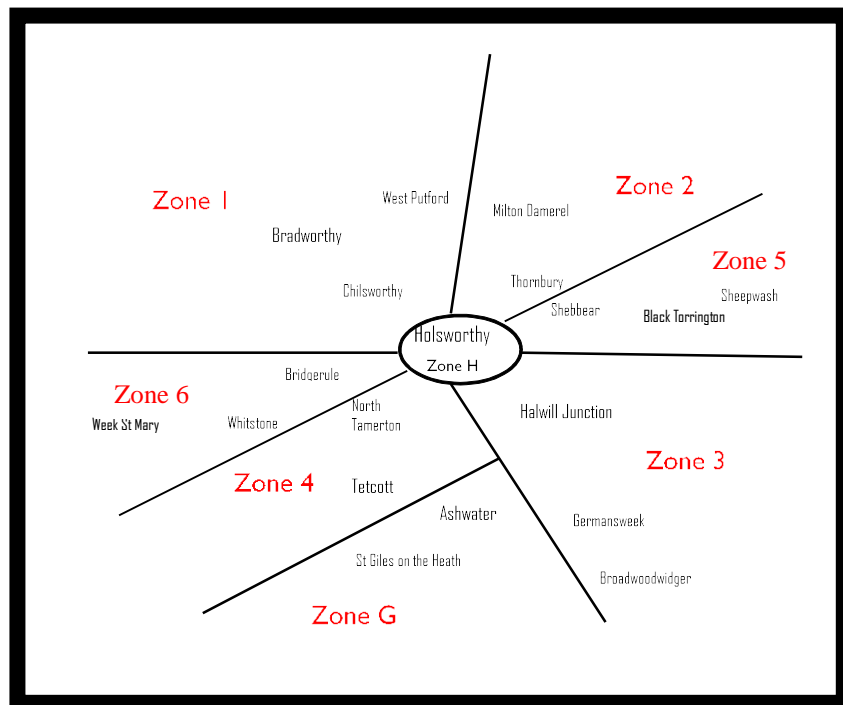 Zone 2
Zone 1
West Putford
Milton Damerel
Bradworthy
Zone 5
Thornbury
Sheepwash
Chilsworthy
Shebbear
Black Torrington
Holsworthy
Zone H
Bridgerule
Zone 6
North
Tamerton
Halwill Junction
Week St Mary
Whitstone
Zone 3
Zone 4
Tetcott
Ashwater
Germansweek
St Giles on the Heath
Broadwoodwidger
Zone G